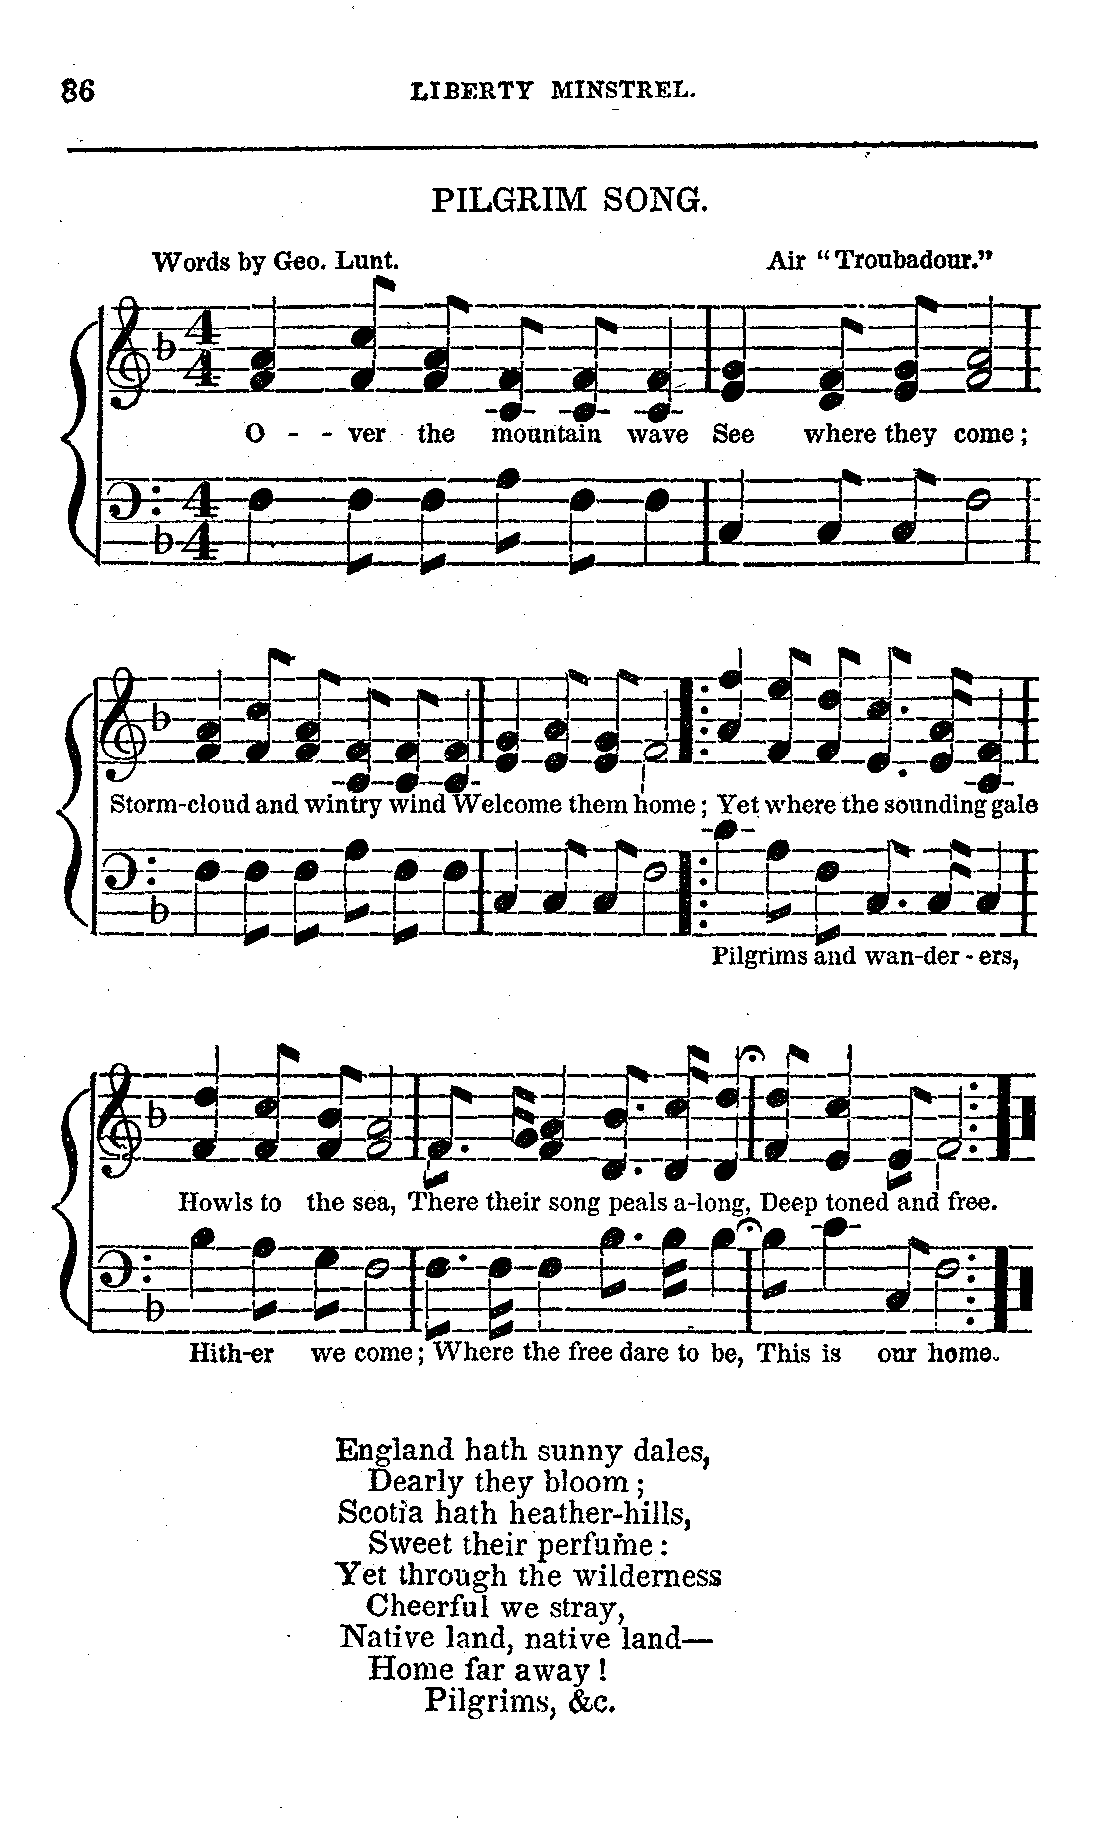 86 LIBERTY MINSTREL.
PILGRIM SONG.
Words by Geo. Lunt. Air "Troubadour."
O - - ver the mountain wave See where they come;
Storm-cloud and wintry wind Welcome them home; Yet where the sounding gale
Pilgrims and wan-der-ers,
Howls to the sea, There their song peals a-long, Deep toned and free.
Hith-er we come; Where the free dare to be, This is our home.
England hath sunny dales,
Dearly they bloom;
Scotia hath heather-hills,
Sweet their perfume:
Yet through the wilderness
Cheerful we stray,
Native land, native land—
Home far away!
Pilgrims, &c.